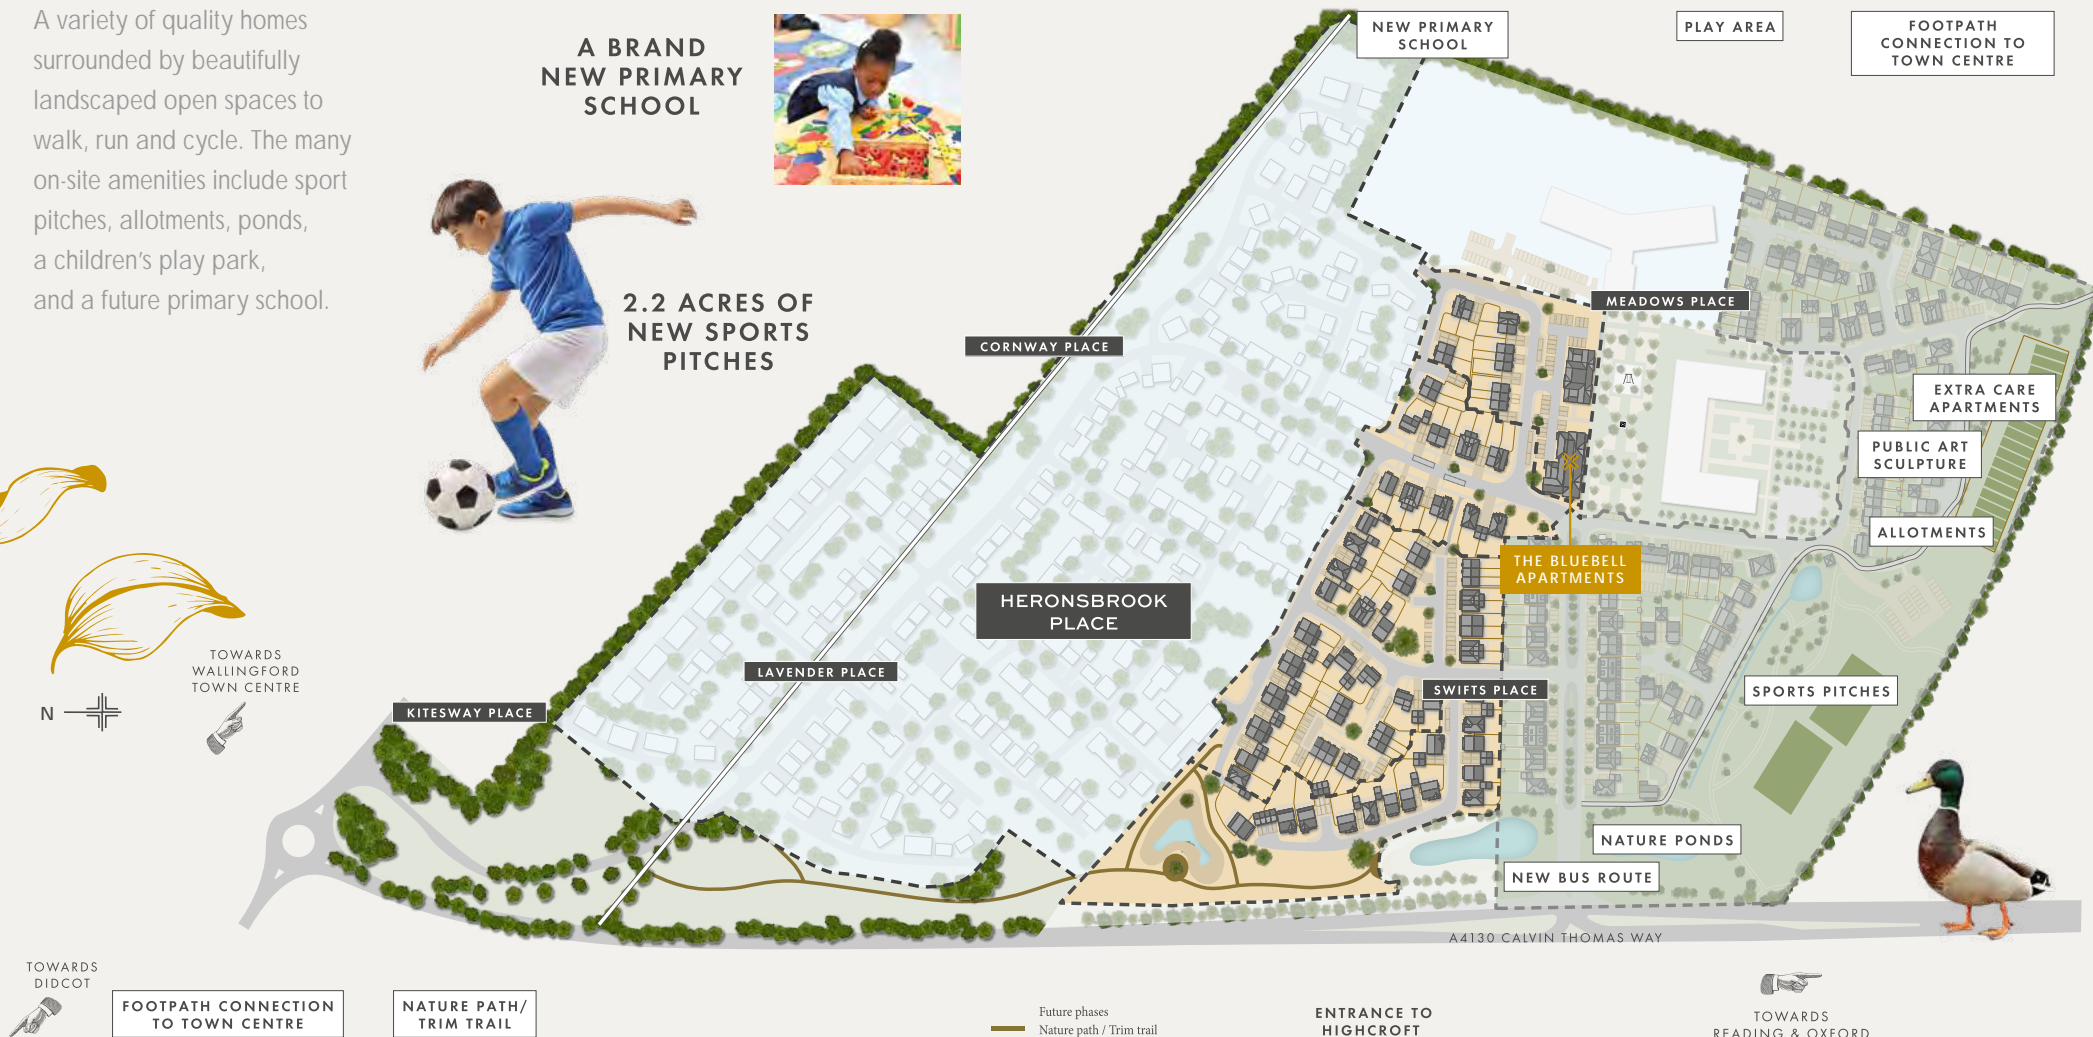 A variety of quality homes
surrounded by beautifully
landscaped open spaces to
walk, run and cycle. The many
on-site amenities include sport
pitches, allotments, ponds,
a children's play park,
and a future primary school.
A BRAND
NEW PRIMARY
SCHOOL
2.2 ACRES OF
NEW SPORTS
PITCHES
NEW PRIMARY
SCHOOL
PLAY AREA
FOOTPATH
CONNECTION TO
TOWN CENTRE
MEADOWS PLACE
CORNWAY PLACE
EXTRA CARE
APARTMENTS
PUBLIC ART
SCULPTURE
ALLOTMENTS
THE BLUEBELL
APARTMENTS
HERONSBROOK
PLACE
LAVENDER PLACE
SWIFTS PLACE
SPORTS PITCHES
KITESWAY PLACE
TOWARDS
WALLINGFORD
TOWN CENTRE
N
NATURE PONDS
NEW BUS ROUTE
A4130 CALVIN THOMAS WAY
TOWARDS
DIDCOT
FOOTPATH CONNECTION
TO TOWN CENTRE
NATURE PATH/
TRIM TRAIL
Future phases
Nature path / Trim trail
ENTRANCE TO
HIGHCROFT
TOWARDS
READING & OXFORD